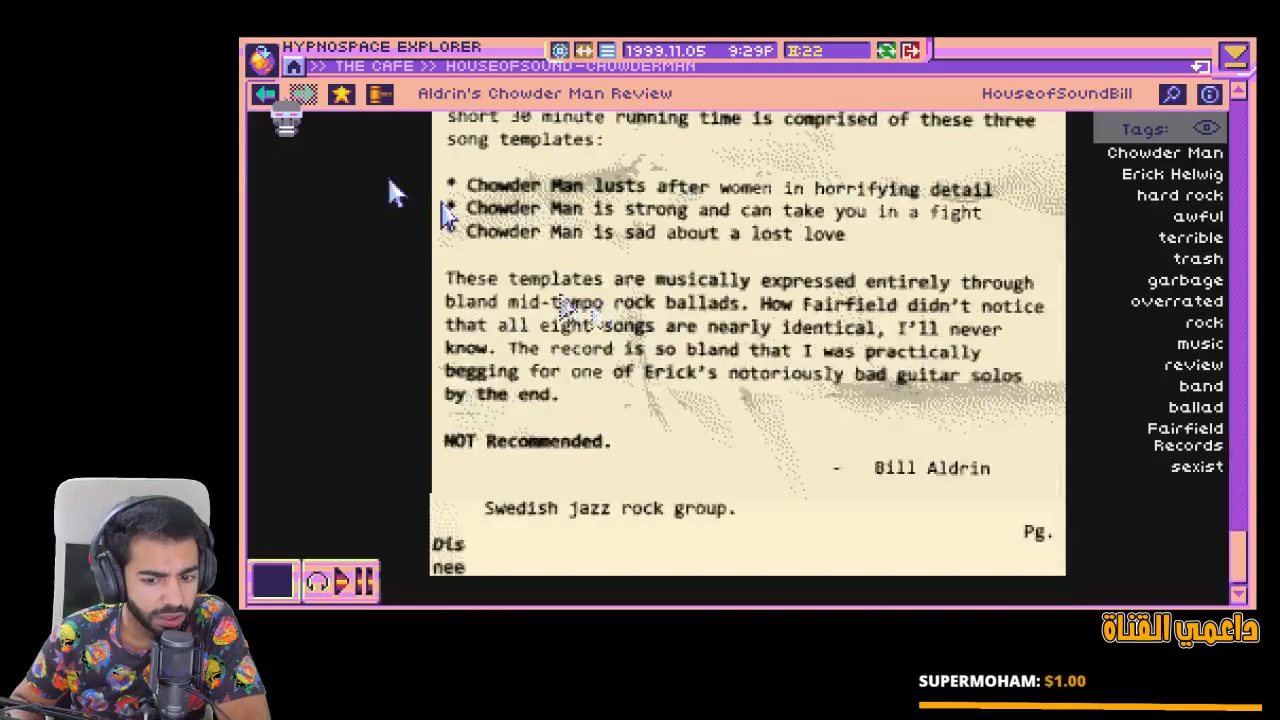 HYPNOSPACE EXPLORER
1999.11.05 9:29P
:22
>> THE CAFE >> HOUSEOFSOUND-CHOWDERMAN
Aldrin's Chowder Man Review
HouseofSoundBill
short 30 minute running time is comprised of these three
song templates:
* Chowder Man lusts after women in horrifying detail
* Chowder Man is strong and can take you in a fight
Chowder Man is sad about a lost love
These templates are musically expressed entirely through
bland mid-tempo rock ballads. How Fairfield didn't notice
that all eight songs are nearly identical, I'll never
know. The record is so bland that I was practically
begging for one of Erick's notoriously bad guitar solos
by the end.
NOT Recommended.
- Bill Aldrin
Swedish jazz rock group.
Pg.
Dis
nee
Tags:
Chowder Man
Erick Helwig
hard rock
awful
terrible
trash
garbage
overrated
rock
music
review
band
ballad
Fairfield
Records
sexist
داعمي القناة
SUPERMOHAM: $1.00